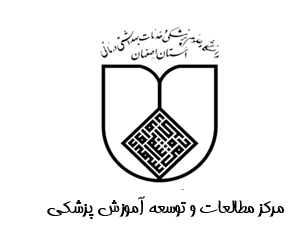 دانشگاه علوم پزشکی و خدمات بهداشتی درمانی
استان اصفهان
مرکز مطالعات و توسعه آموزش پزشکی